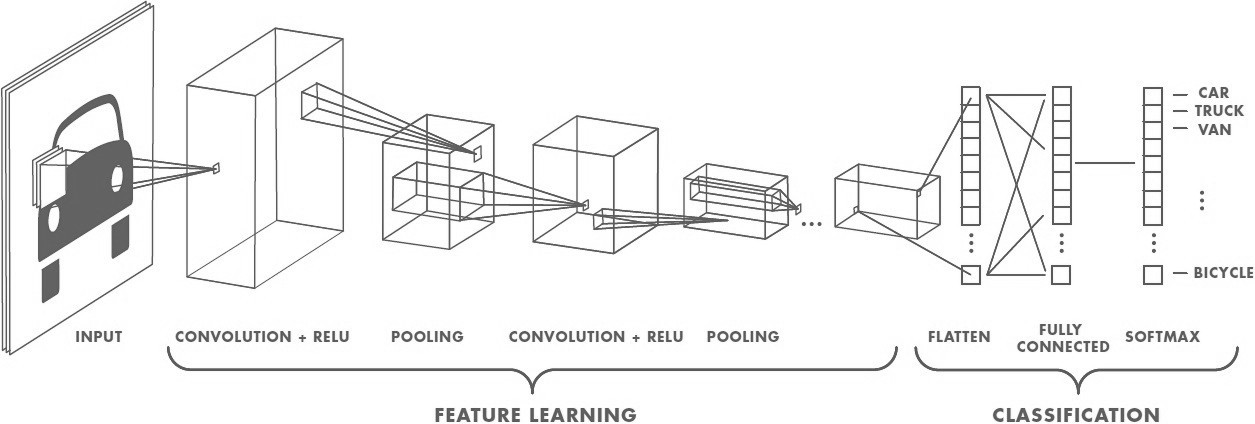 CAR
TRUCK
VAN
BICYCLE
INPUT
CONVOLUTION + RELU
POOLING
CONVOLUTION + RELU
POOLING
FLATTEN
FULLY
CONNECTED
SOFTMAX
FEATURE LEARNING
CLASSIFICATION